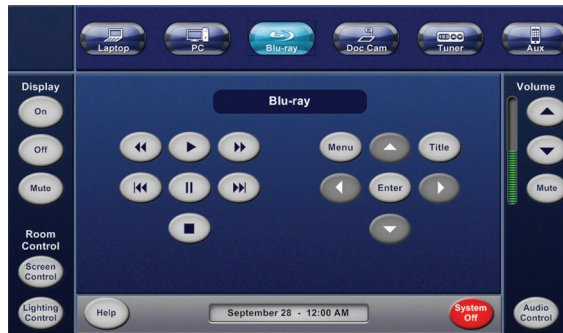 Laptop
PC
Blu-ray
Doc Cam
Tuner
Aux
Display
On
Off
Mute
Room
Control
Screen
Control
Lighting
Control
Blu-ray
Menu
Title
Enter
Volume
Mute
Help
September 28 - 12:00 AM
System
Off
Audio
Control